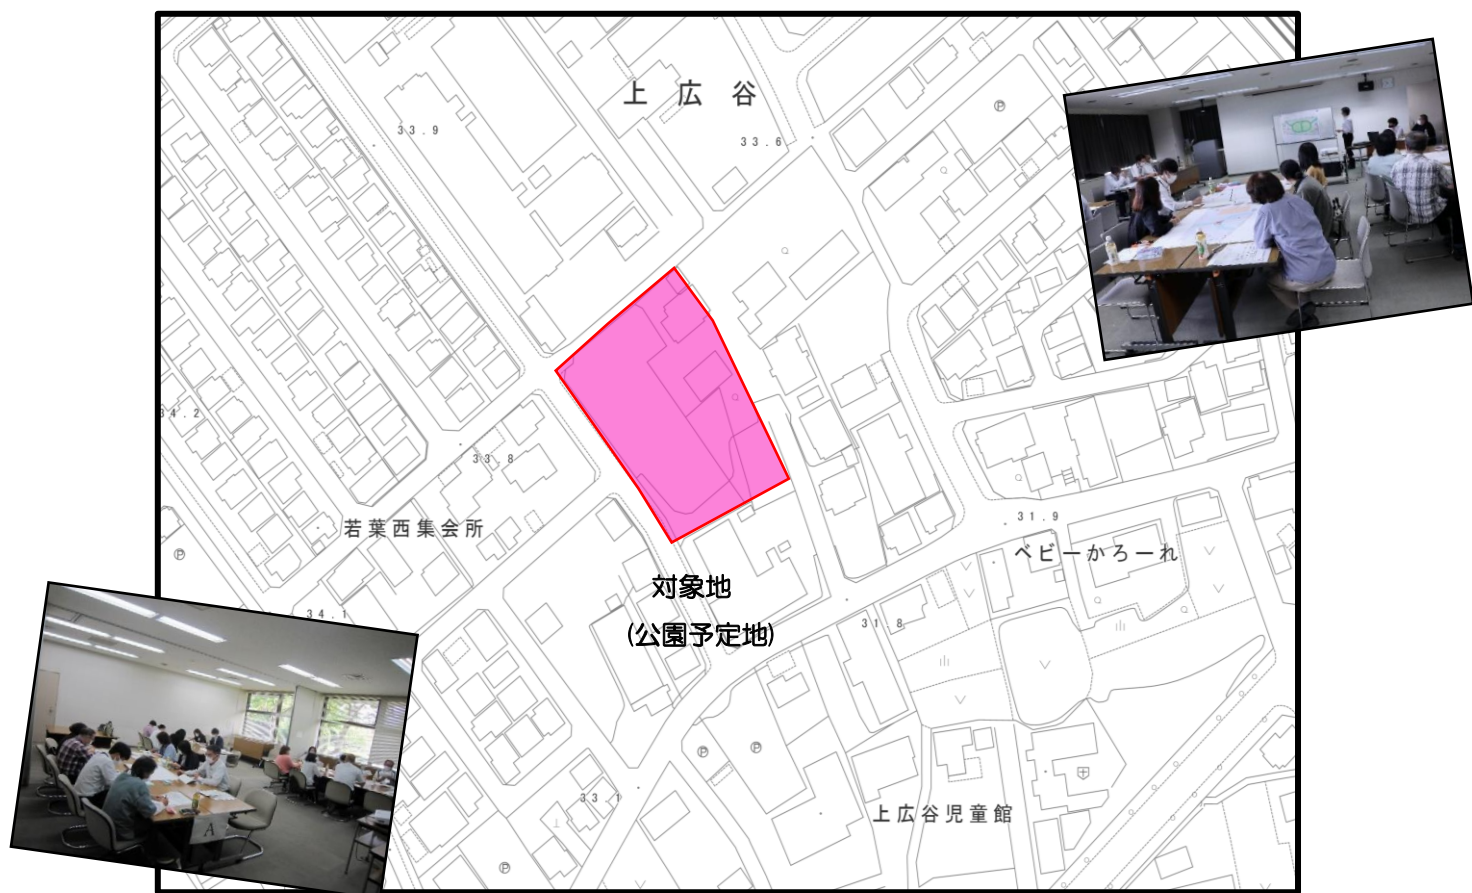 上広谷
33.9
33.6
34.2
33.8
若葉西集会所
31.9
ベビーかろーれ
対象地
(公園予定地)
34.1
31.8
33.1
上広谷児童館
A
P
P
P
P
P